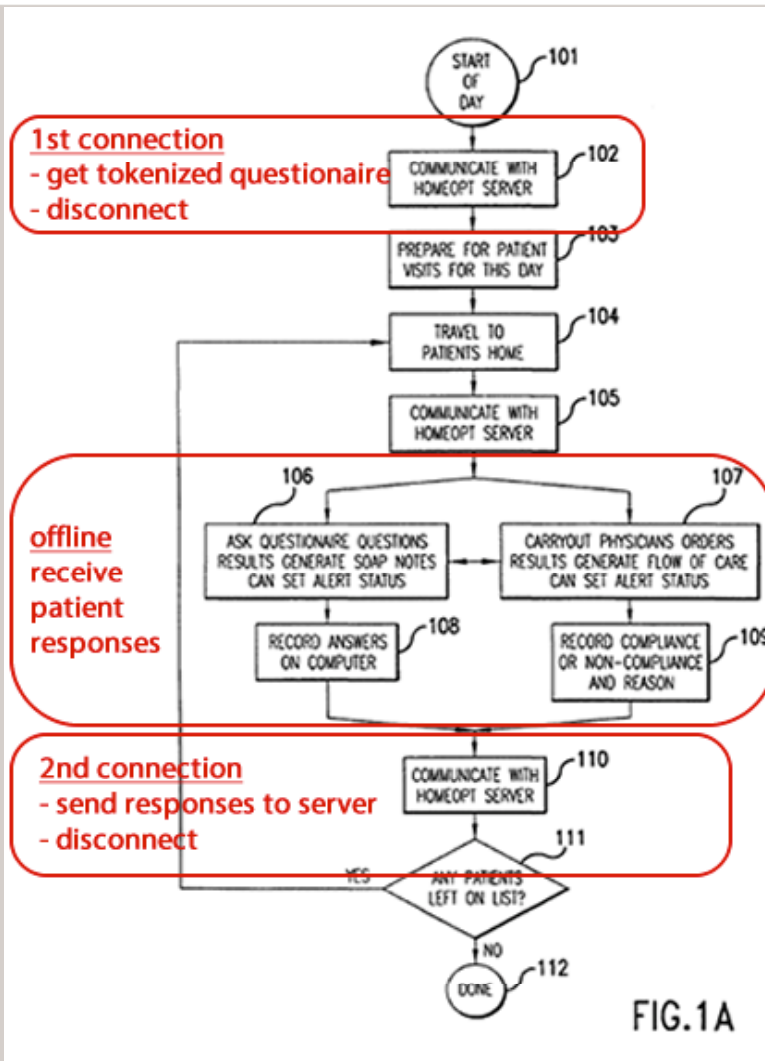 START
OF
DAY
101
1st connection
- get tokenized questionaire
- disconnect
COMMUNICATE WITH
HOMEOPT SERVER
102
PREPARE FOR PATIENT
VISITS FOR THIS DAY
103
TRAVEL TO
PATIENTS HOME
104
COMMUNICATE WITH
HOMEOPT SERVER
105
offline
receive
patient
responses
106
ASK QUESTIONAIRE QUESTIONS
RESULTS GENERATE SOAP NOTES
CAN SET ALERT STATUS
107
CARRYOUT PHYSICIANS ORDERS
RESULTS GENERATE FLOW OF CARE
CAN SET ALERT STATUS
RECORD ANSWERS
ON COMPUTER
108
RECORD COMPLIANCE
OR NON-COMPLIANCE
AND REASON
109
2nd connection
- send responses to server
- disconnect
COMMUNICATE WITH
HOMEOPT SERVER
110
111
YES
ANY PATIENTS
LEFT ON LIST?
NO
DONE
112
FIG.1A